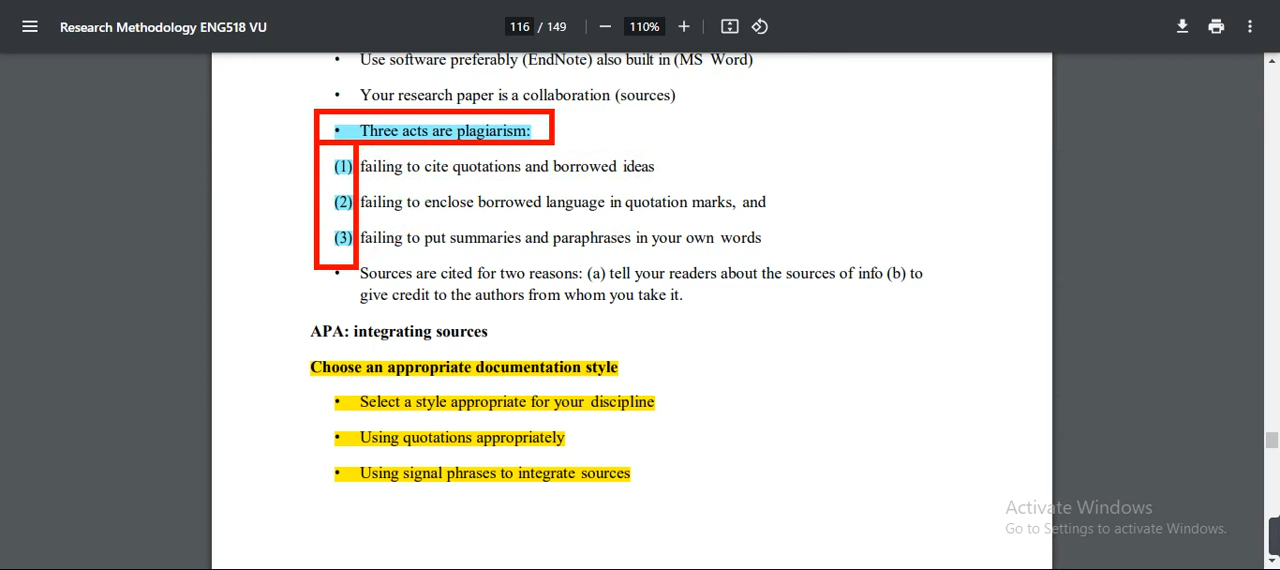 Research Methodology ENG518 VU
116 / 149
110%
• Use software preferably (EndNote) also built in (MS Word)
• Your research paper is a collaboration (sources)
• Three acts are plagiarism:
(1) failing to cite quotations and borrowed ideas
(2) failing to enclose borrowed language in quotation marks, and
(3) failing to put summaries and paraphrases in your own words
• Sources are cited for two reasons: (a) tell your readers about the sources of info (b) to
give credit to the authors from whom you take it.
APA: integrating sources
Choose an appropriate documentation style
• Select a style appropriate for your discipline
• Using quotations appropriately
• Using signal phrases to integrate sources
Activate Windows
Go to Settings to activate Windows.